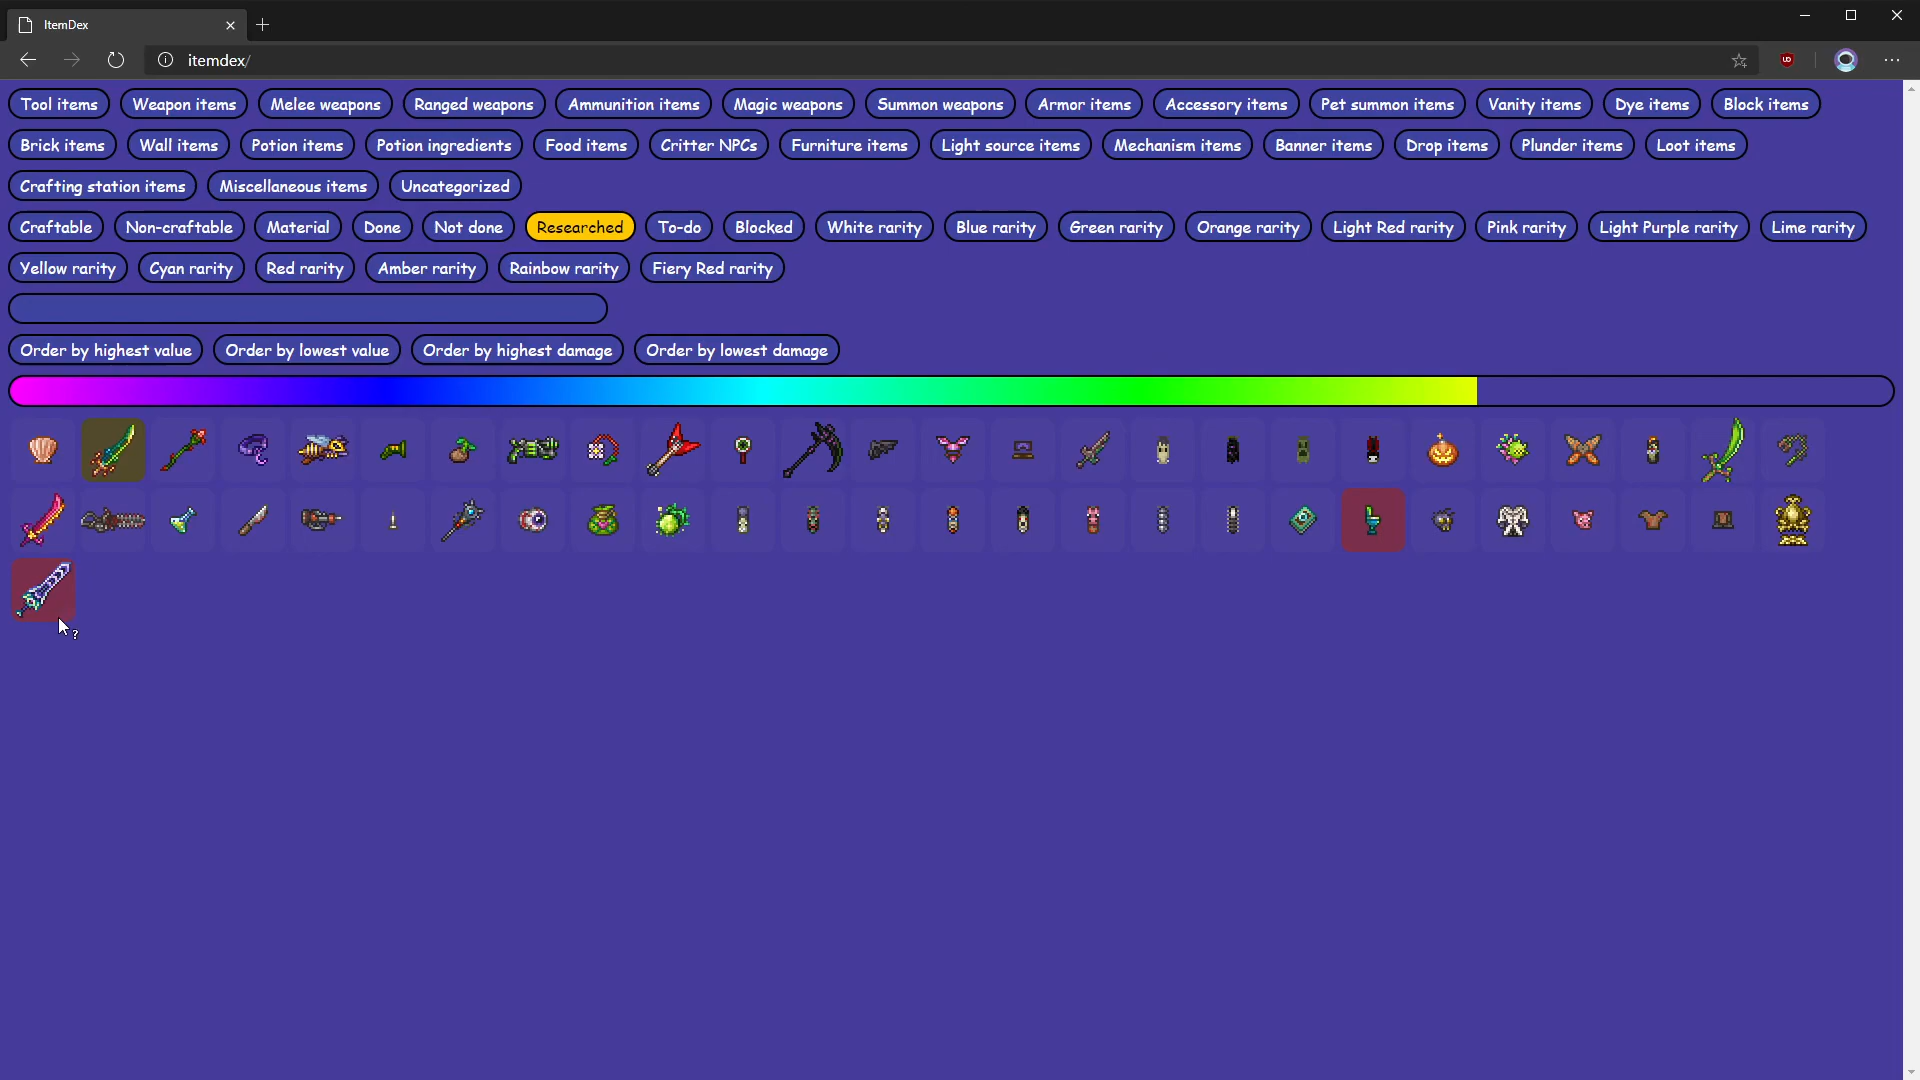 ItemDex
itemdex/
Tool items Weapon items Melee weapons Ranged weapons Ammunition items Magic weapons Summon weapons Armor items Accessory items Pet summon items Vanity items Dye items Block items
Brick items Wall items Potion items Potion ingredients Food items Critter NPCs Furniture items Light source items Mechanism items Banner items Drop items Plunder items Loot items
Crafting station items Miscellaneous items Uncategorized
Craftable Non-craftable Material Done Not done Researched To-do Blocked White rarity Blue rarity Green rarity Orange rarity Light Red rarity Pink rarity Light Purple rarity Lime rarity
Yellow rarity Cyan rarity Red rarity Amber rarity Rainbow rarity Fiery Red rarity
Order by highest value Order by lowest value Order by highest damage Order by lowest damage